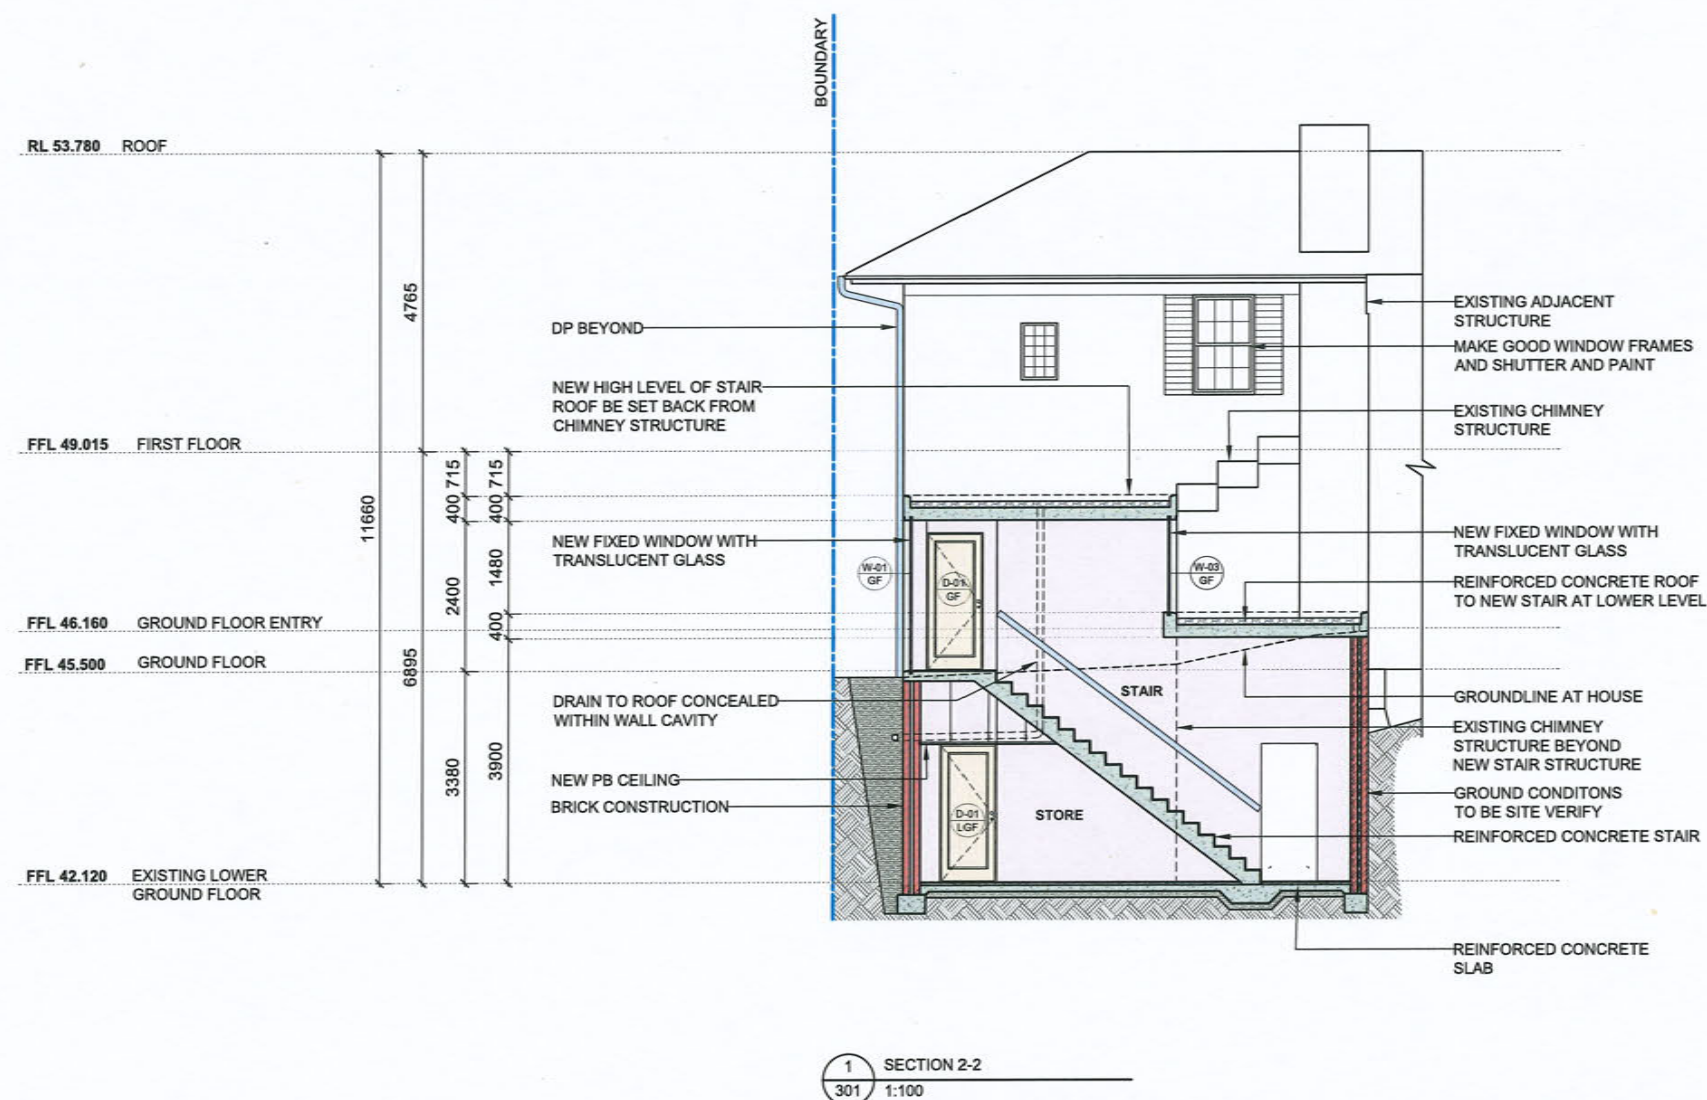 BOUNDARY
RL 53.780 ROOF
11660
4765
DP BEYOND
NEW HIGH LEVEL OF STAIR
ROOF BE SET BACK FROM
CHIMNEY STRUCTURE
EXISTING ADJACENT
STRUCTURE
MAKE GOOD WINDOW FRAMES
AND SHUTTER AND PAINT
EXISTING CHIMNEY
STRUCTURE
FFL 49.015 FIRST FLOOR
715
715
400
400
NEW FIXED WINDOW WITH
TRANSLUCENT GLASS
W-01
GF
D-01
GF
W-03
GF
NEW FIXED WINDOW WITH
TRANSLUCENT GLASS
REINFORCED CONCRETE ROOF
TO NEW STAIR AT LOWER LEVEL
2400
1480
400
FFL 46.160 GROUND FLOOR ENTRY
FFL 45.500 GROUND FLOOR
6895
DRAIN TO ROOF CONCEALED
WITHIN WALL CAVITY
STAIR
GROUNDLINE AT HOUSE
EXISTING CHIMNEY
STRUCTURE BEYOND
NEW STAIR STRUCTURE
3380
3900
NEW PB CEILING
BRICK CONSTRUCTION
D-01
LGF
STORE
GROUND CONDITONS
TO BE SITE VERIFY
REINFORCED CONCRETE STAIR
FFL 42.120 EXISTING LOWER
GROUND FLOOR
REINFORCED CONCRETE
SLAB
1
301
SECTION 2-2
1:100